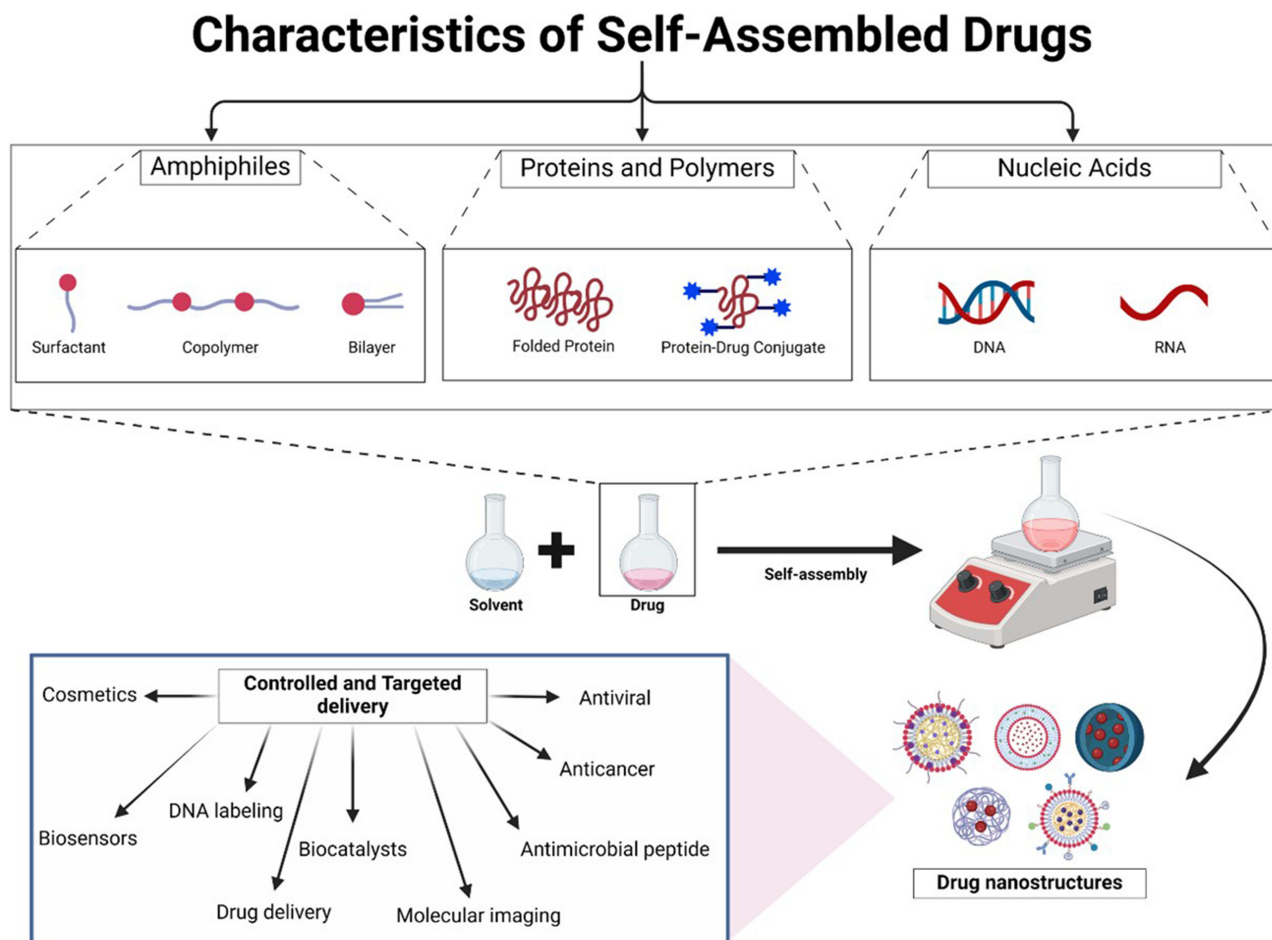 Characteristics of Self-Assembled Drugs
Amphiphiles
Proteins and Polymers
Nucleic Acids
Surfactant
Copolymer
Bilayer
Folded Protein
Protein-Drug Conjugate
DNA
RNA
Solvent
Drug
Self-assembly
Controlled and Targeted
delivery
Cosmetics
Antiviral
Anticancer
DNA labeling
Biosensors
Biocatalysts
Antimicrobial peptide
Drug delivery
Molecular imaging
Drug nanostructures